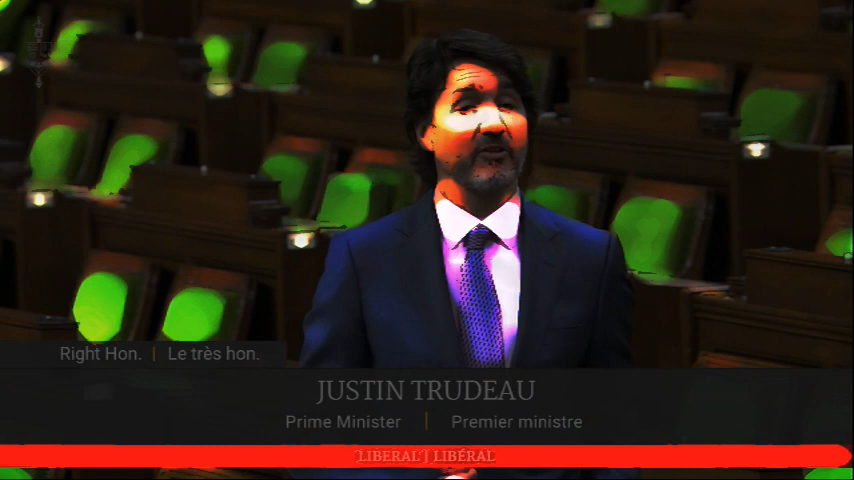 Right Hon. | Le très hon.
JUSTIN TRUDEAU
Prime Minister | Premier ministre
LIBERAL | LIBÉRAL